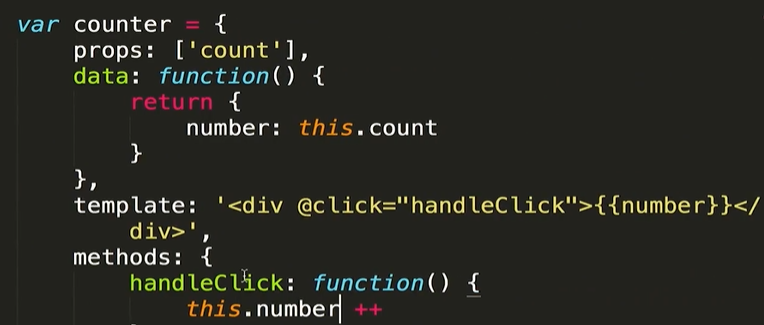 var counter = {
props: ['count'],
data: function() {
return {
number: this.count
}
},
template: '<div @click="handleClick">{{number}}</
div>',
methods: {
handleClick: function() {
this.number ++